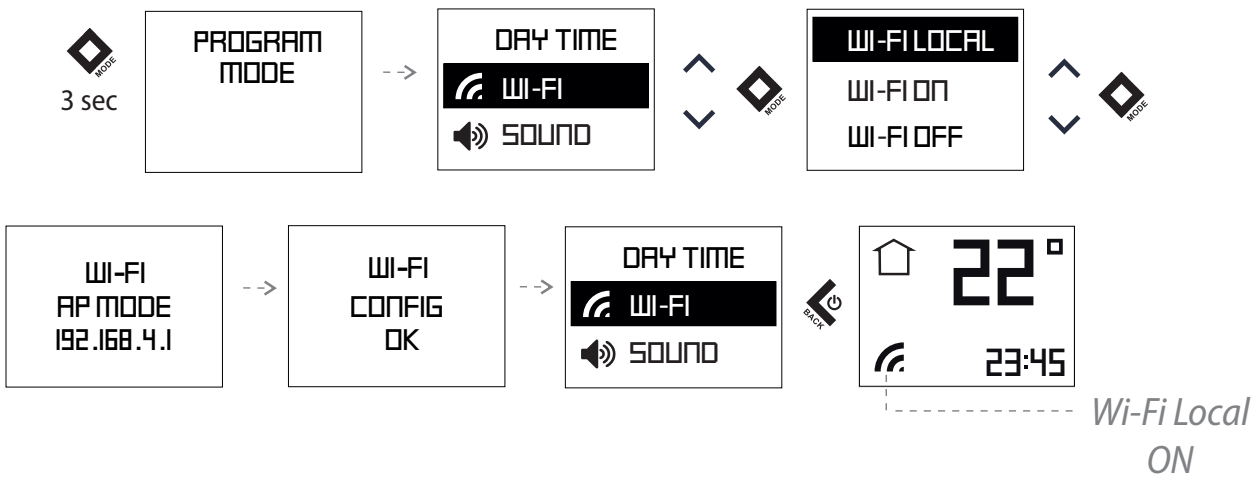 MODE
3 sec
PROGRAM
MODE
DAY TIME
WI-FI
SOUND
MODE
WI-FI LOCAL
WI-FI ON
WI-FI OFF
MODE
WI-FI
AP MODE
192.168.4.1
WI-FI
CONFIG
OK
DAY TIME
WI-FI
SOUND
BACK
22°
23:45
Wi-Fi Local
ON